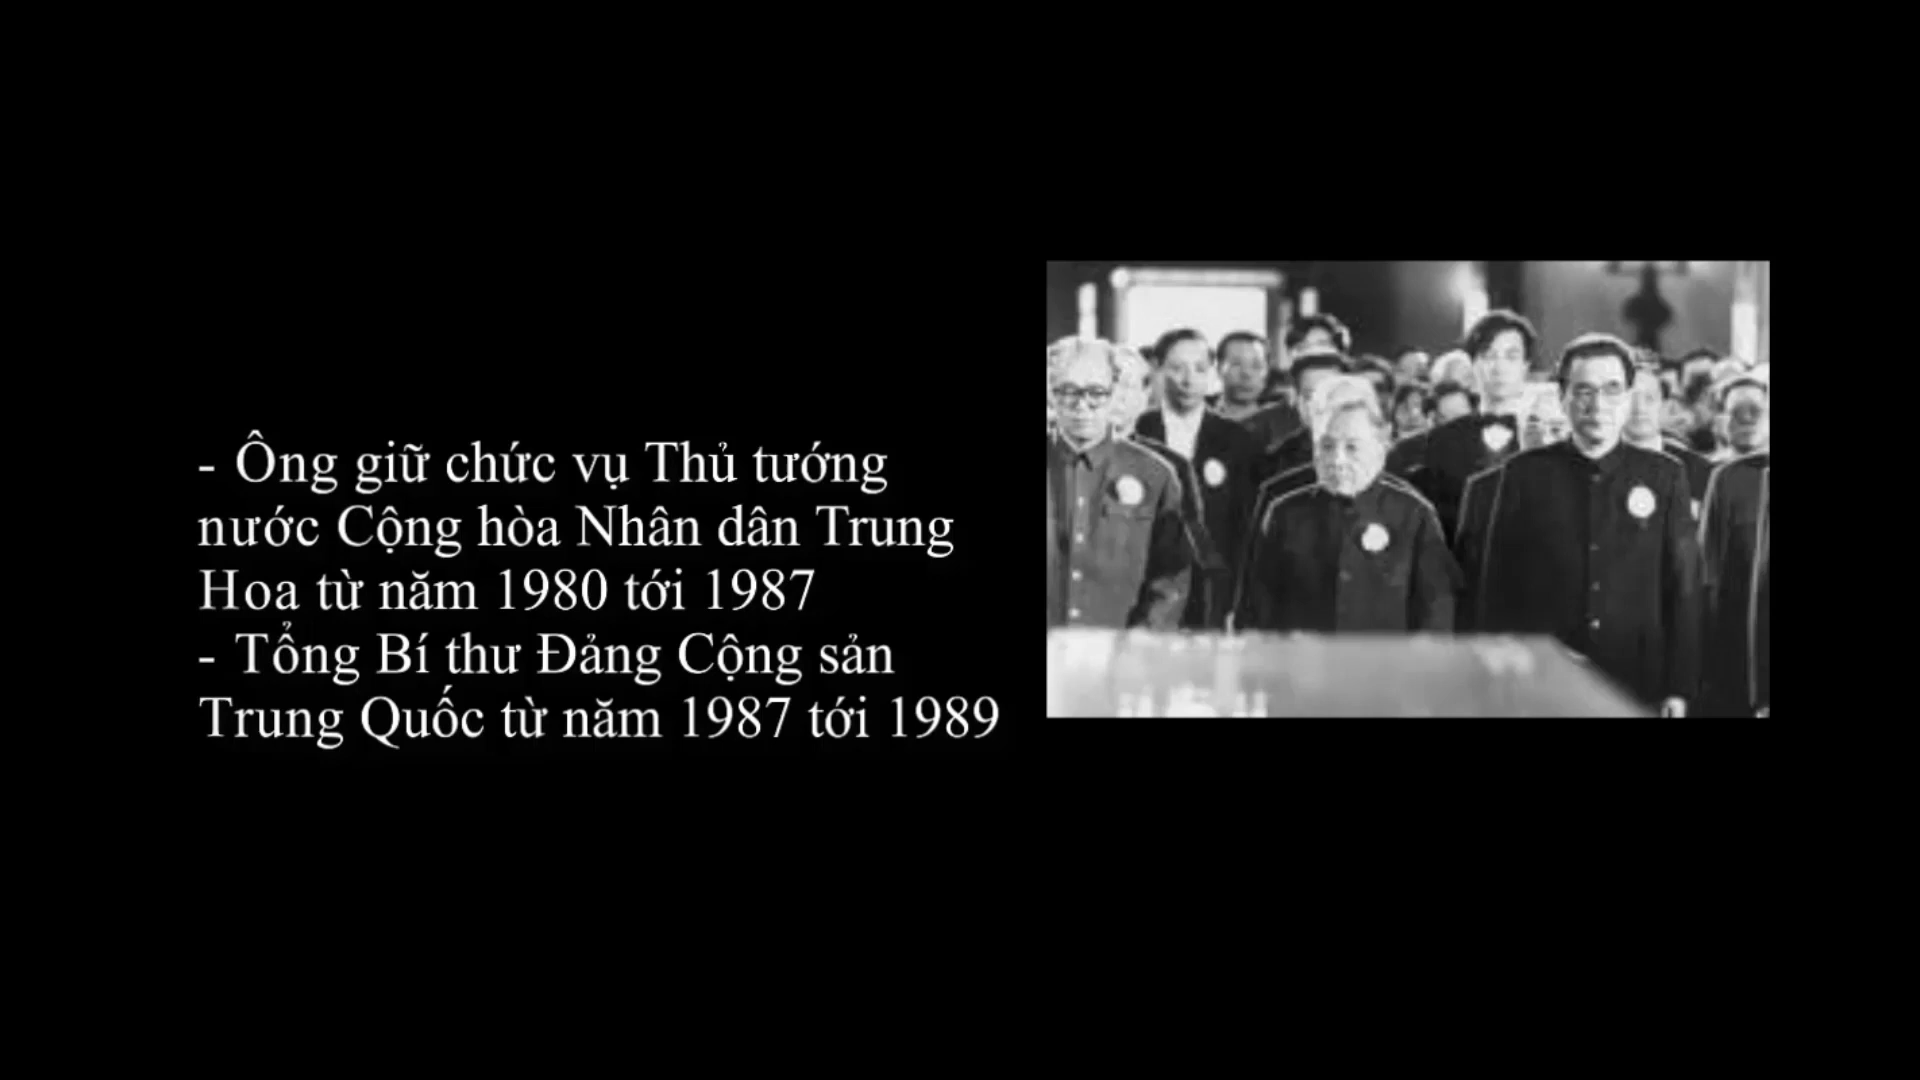 - Ông giữ chức vụ Thủ tướng
nước Cộng hòa Nhân dân Trung
Hoa từ năm 1980 tới 1987
- Tổng Bí thư Đảng Cộng sản
Trung Quốc từ năm 1987 tới 1989